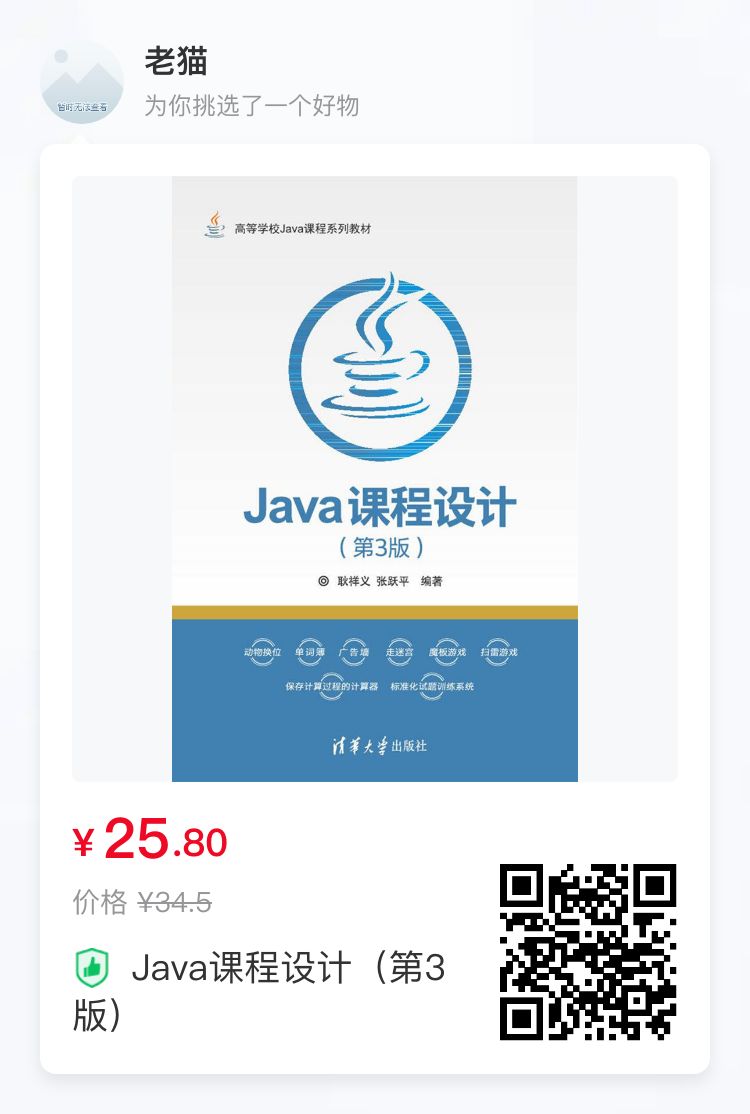 老猫
暂时无法查看
为你挑选了一个好物
高等学校Java课程系列教材
Java课程设计
（第3版）
◎ 耿祥义 张跃平 编著
动物换位 单词簿 广告墙 走迷宫 魔板游戏 扫雷游戏
保存计算过程的计算器 标准化试题训练系统
清华大学出版社
¥25.80
价格 ¥34.5
Java课程设计（第3
版）